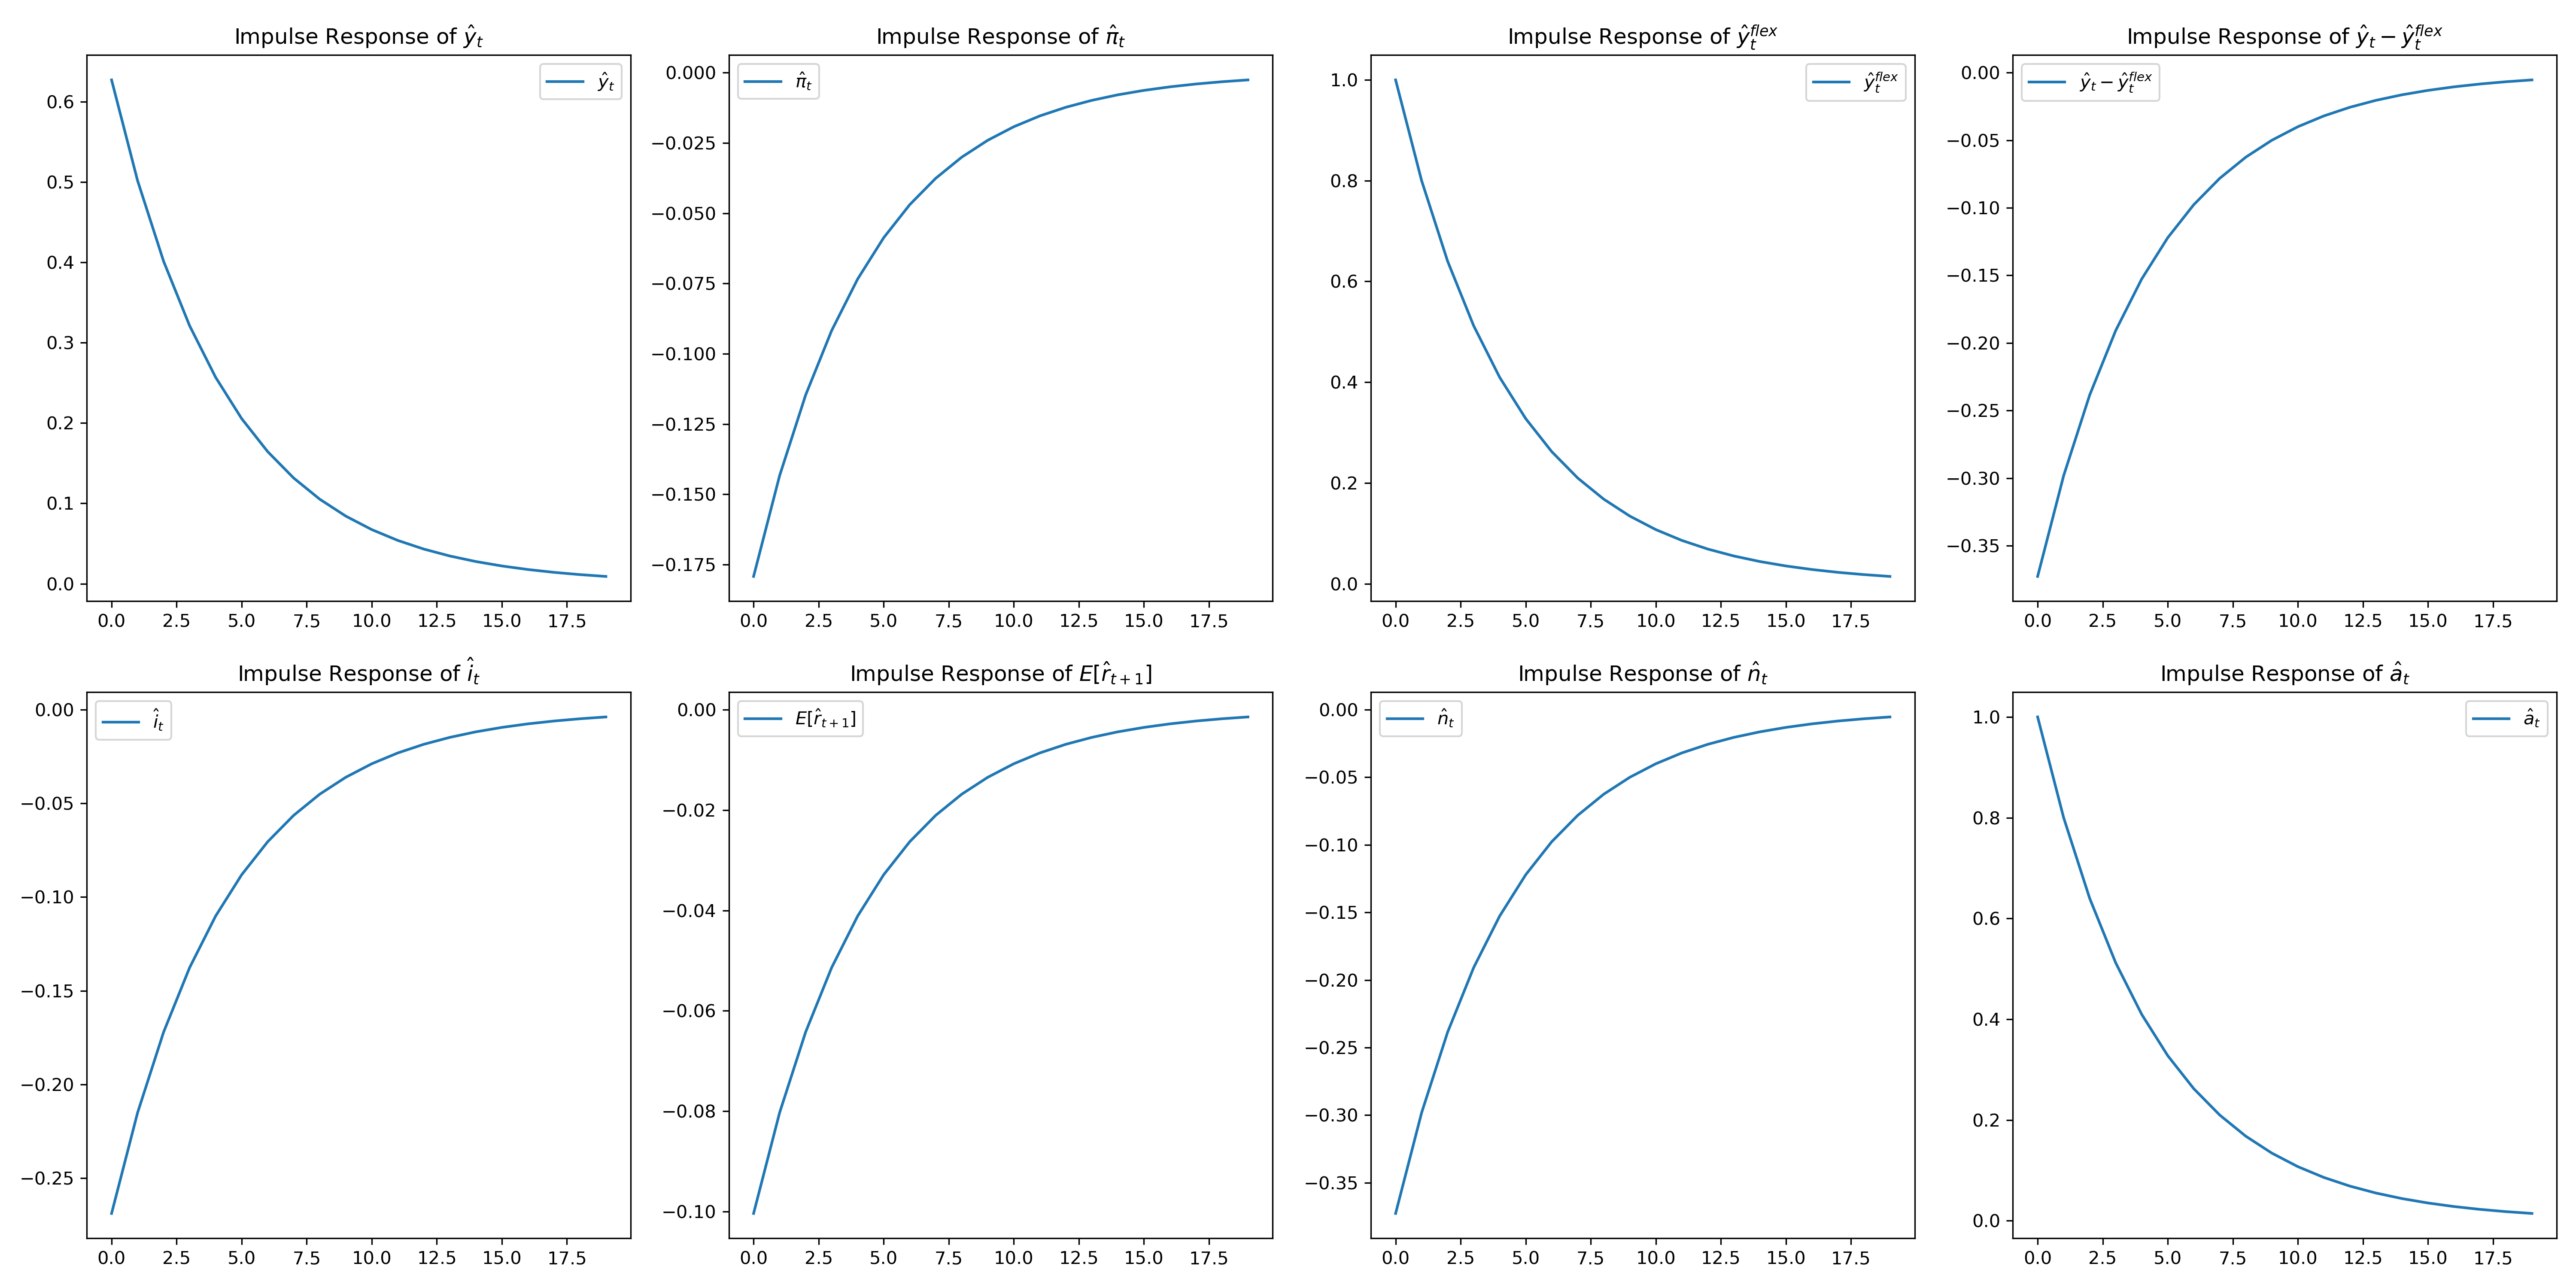 Impulse Response of ŷ_t
ŷ_t
0.6
0.5
0.4
0.3
0.2
0.1
0.0
0.0 2.5 5.0 7.5 10.0 12.5 15.0 17.5
Impulse Response of π̂_t
π̂_t
0.000
−0.025
−0.050
−0.075
−0.100
−0.125
−0.150
−0.175
0.0 2.5 5.0 7.5 10.0 12.5 15.0 17.5
Impulse Response of ŷ_t^{flex}
ŷ_t^{flex}
1.0
0.8
0.6
0.4
0.2
0.0
0.0 2.5 5.0 7.5 10.0 12.5 15.0 17.5
Impulse Response of ŷ_t − ŷ_t^{flex}
ŷ_t − ŷ_t^{flex}
0.00
−0.05
−0.10
−0.15
−0.20
−0.25
−0.30
−0.35
0.0 2.5 5.0 7.5 10.0 12.5 15.0 17.5
Impulse Response of î_t
î_t
0.00
−0.05
−0.10
−0.15
−0.20
−0.25
0.0 2.5 5.0 7.5 10.0 12.5 15.0 17.5
Impulse Response of E[r̂_{t+1}]
E[r̂_{t+1}]
0.00
−0.02
−0.04
−0.06
−0.08
−0.10
0.0 2.5 5.0 7.5 10.0 12.5 15.0 17.5
Impulse Response of n̂_t
n̂_t
0.00
−0.05
−0.10
−0.15
−0.20
−0.25
−0.30
−0.35
0.0 2.5 5.0 7.5 10.0 12.5 15.0 17.5
Impulse Response of â_t
â_t
1.0
0.8
0.6
0.4
0.2
0.0
0.0 2.5 5.0 7.5 10.0 12.5 15.0 17.5